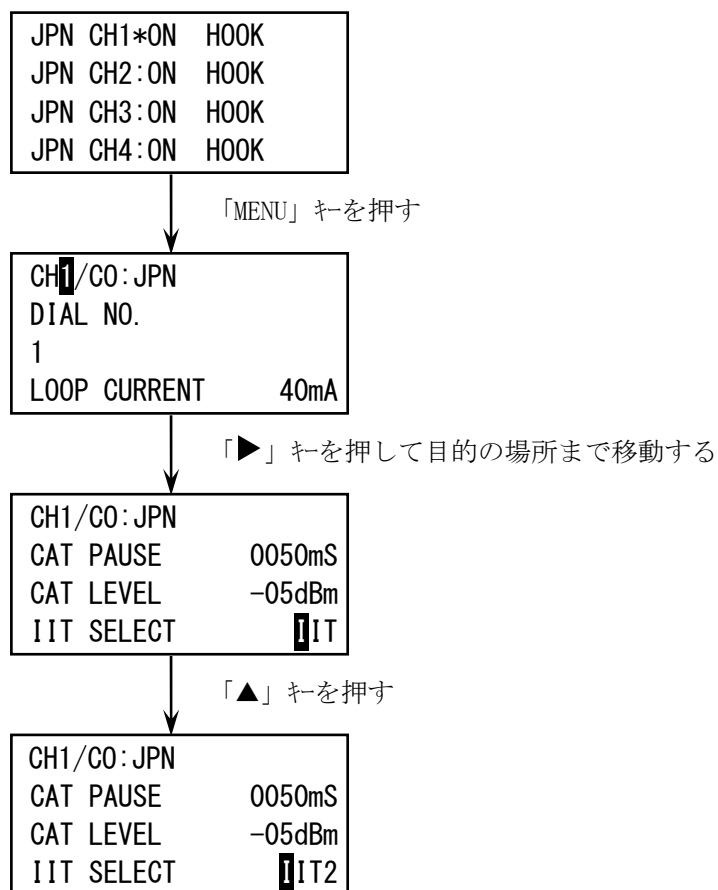 JPN CH1*ON HOOK
JPN CH2:ON HOOK
JPN CH3:ON HOOK
JPN CH4:ON HOOK
「MENU」キーを押す
CH1/CO:JPN
DIAL NO.
1
LOOP CURRENT 40mA
「▶」キーを押して目的の場所まで移動する
CH1/CO:JPN
CAT PAUSE 0050mS
CAT LEVEL -05dBm
IIT SELECT IIT
「▲」キーを押す
CH1/CO:JPN
CAT PAUSE 0050mS
CAT LEVEL -05dBm
IIT SELECT IIT2